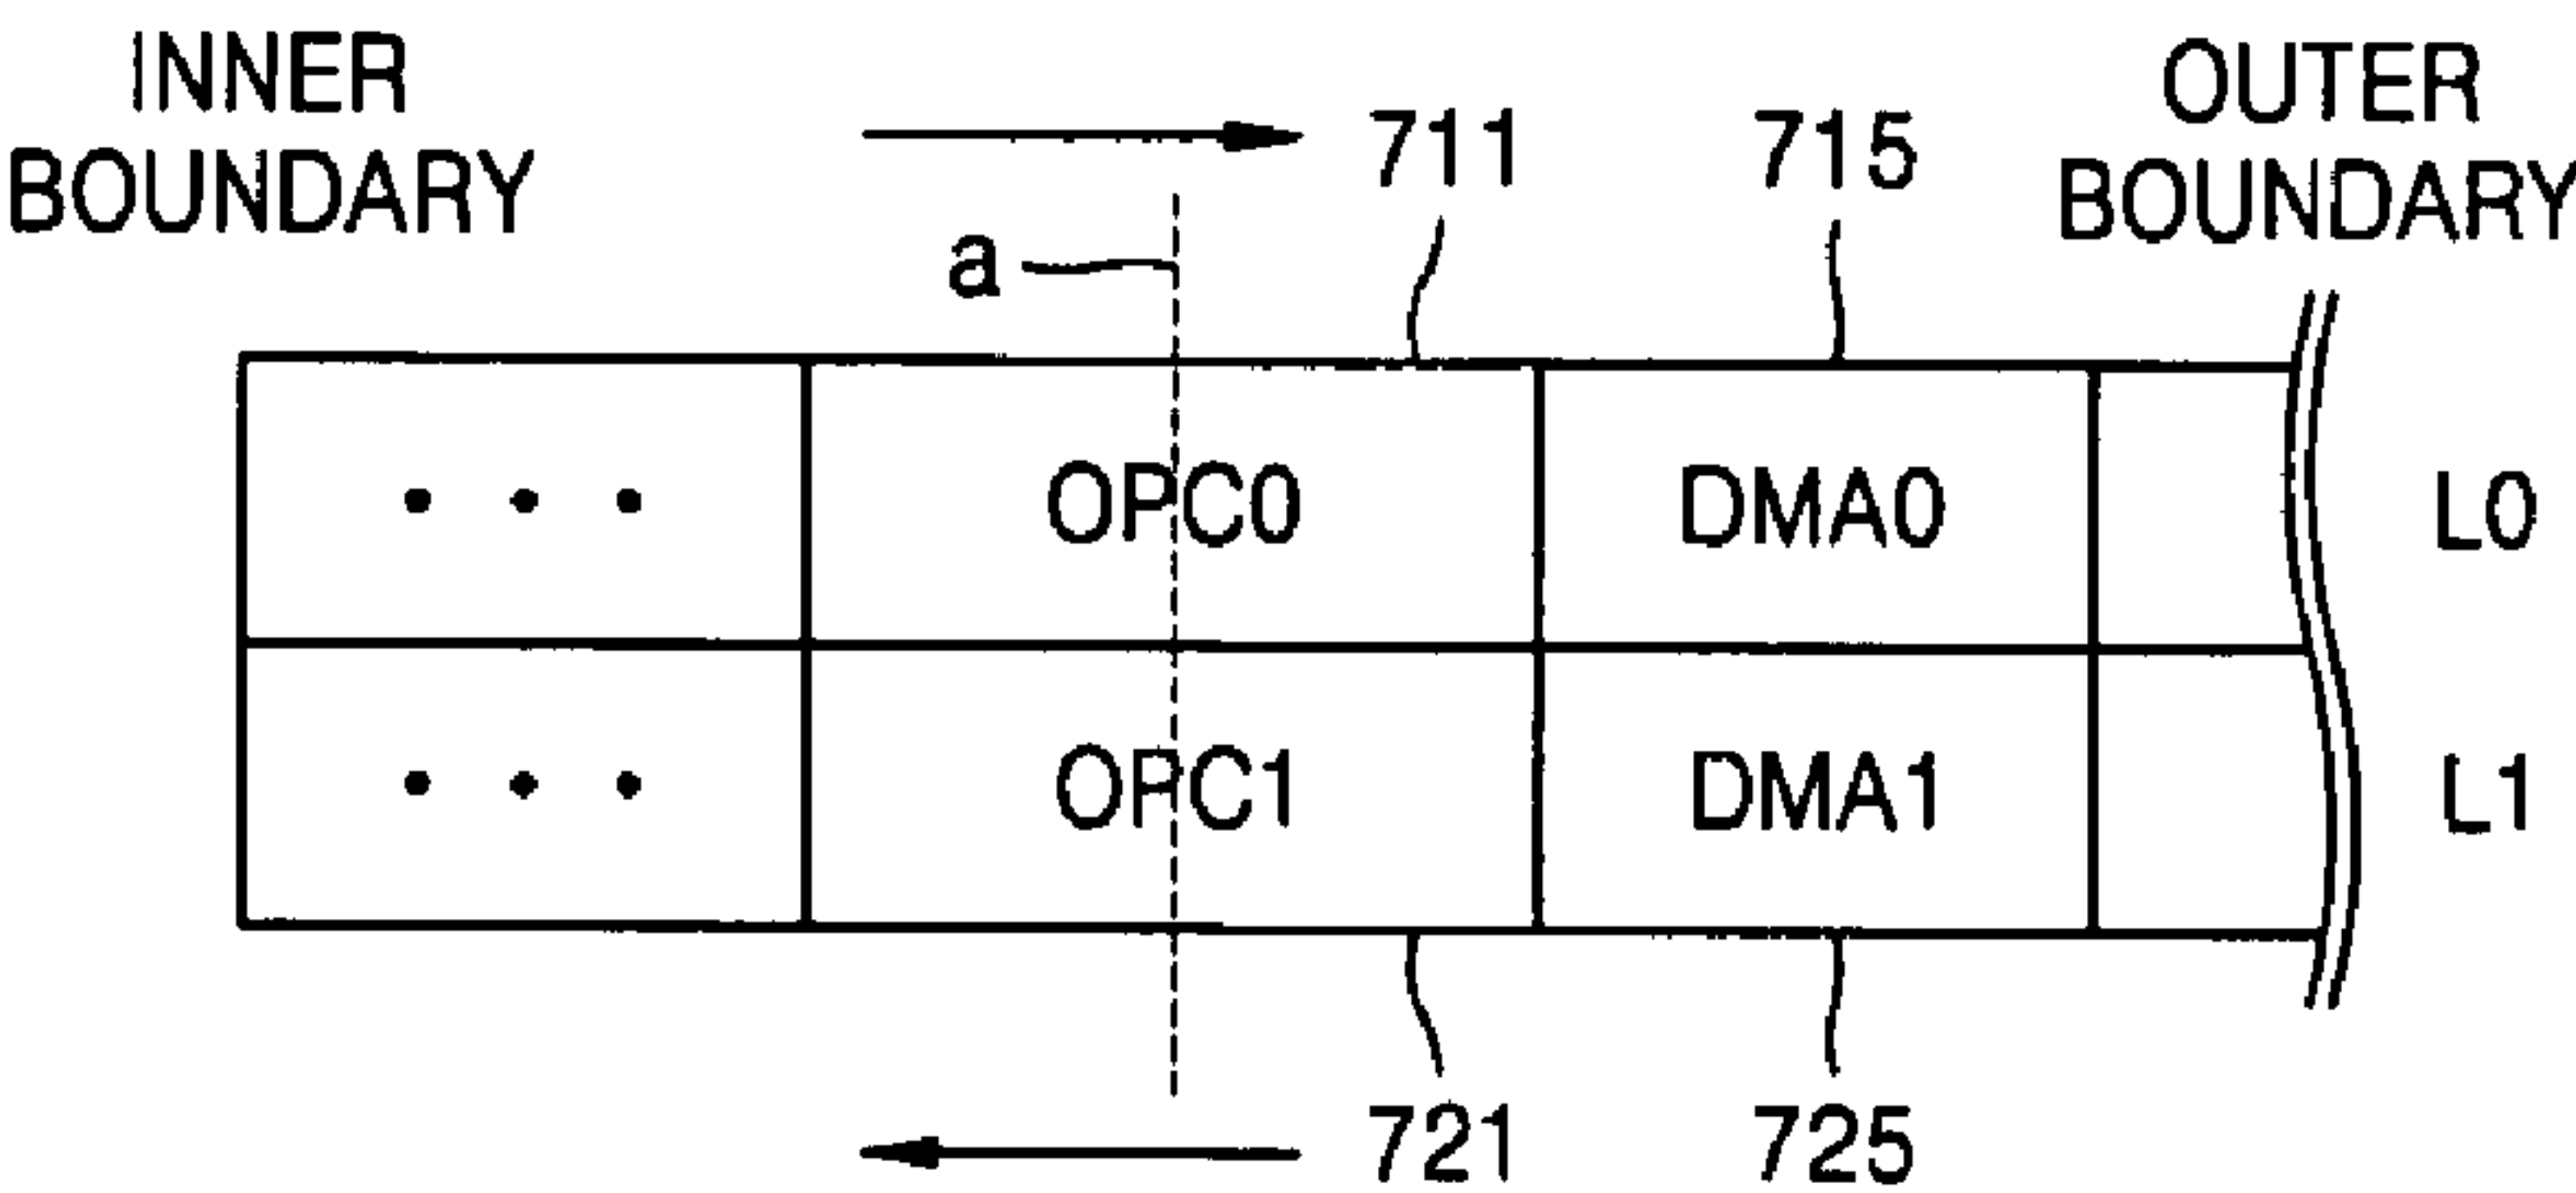 INNER
BOUNDARY
711
715
OUTER
BOUNDARY
a
• • •
OPC0
DMA0
L0
• • •
OPC1
DMA1
L1
721
725